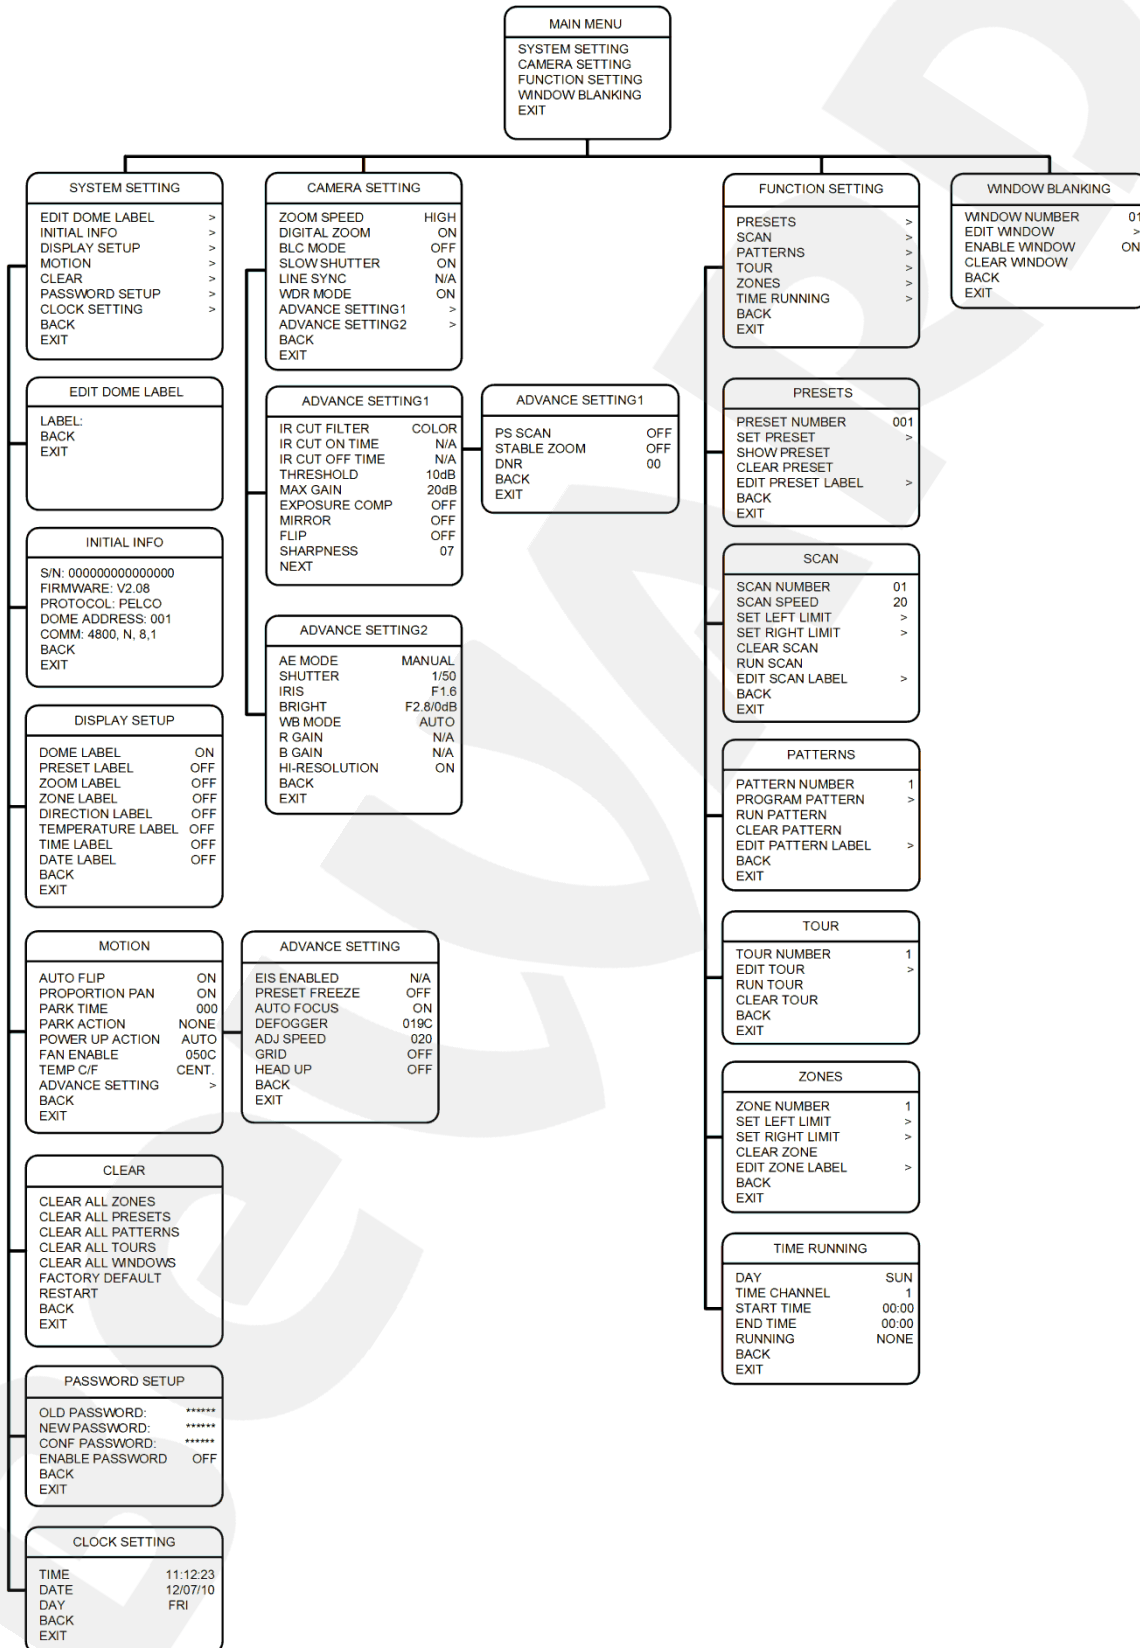 MAIN MENU
SYSTEM SETTING
CAMERA SETTING
FUNCTION SETTING
WINDOW BLANKING
EXIT
SYSTEM SETTING
EDIT DOME LABEL >
INITIAL INFO >
DISPLAY SETUP >
MOTION >
CLEAR >
PASSWORD SETUP >
CLOCK SETTING >
BACK
EXIT
EDIT DOME LABEL
LABEL:
BACK
EXIT
INITIAL INFO
S/N: 000000000000000
FIRMWARE: V2.08
PROTOCOL: PELCO
DOME ADDRESS: 001
COMM: 4800, N, 8,1
BACK
EXIT
DISPLAY SETUP
DOME LABEL ON
PRESET LABEL OFF
ZOOM LABEL OFF
ZONE LABEL OFF
DIRECTION LABEL OFF
TEMPERATURE LABEL OFF
TIME LABEL OFF
DATE LABEL OFF
BACK
EXIT
MOTION
AUTO FLIP ON
PROPORTION PAN ON
PARK TIME 000
PARK ACTION NONE
POWER UP ACTION AUTO
FAN ENABLE 050C
TEMP C/F CENT.
ADVANCE SETTING >
BACK
EXIT
ADVANCE SETTING
EIS ENABLED N/A
PRESET FREEZE OFF
AUTO FOCUS ON
DEFOGGER 019C
ADJ SPEED 020
GRID OFF
HEAD UP OFF
BACK
EXIT
CLEAR
CLEAR ALL ZONES
CLEAR ALL PRESETS
CLEAR ALL PATTERNS
CLEAR ALL TOURS
CLEAR ALL WINDOWS
FACTORY DEFAULT
RESTART
BACK
EXIT
PASSWORD SETUP
OLD PASSWORD: ******
NEW PASSWORD: ******
CONF PASSWORD: ******
ENABLE PASSWORD OFF
BACK
EXIT
CLOCK SETTING
TIME 11:12:23
DATE 12/07/10
DAY FRI
BACK
EXIT
CAMERA SETTING
ZOOM SPEED HIGH
DIGITAL ZOOM ON
BLC MODE OFF
SLOW SHUTTER ON
LINE SYNC N/A
WDR MODE ON
ADVANCE SETTING1 >
ADVANCE SETTING2 >
BACK
EXIT
ADVANCE SETTING1
IR CUT FILTER COLOR
IR CUT ON TIME N/A
IR CUT OFF TIME N/A
THRESHOLD 10dB
MAX GAIN 20dB
EXPOSURE COMP OFF
MIRROR OFF
FLIP OFF
SHARPNESS 07
NEXT
ADVANCE SETTING1
PS SCAN OFF
STABLE ZOOM OFF
DNR 00
BACK
EXIT
ADVANCE SETTING2
AE MODE MANUAL
SHUTTER 1/50
IRIS F1.6
BRIGHT F2.8/0dB
WB MODE AUTO
R GAIN N/A
B GAIN N/A
HI-RESOLUTION ON
BACK
EXIT
FUNCTION SETTING
PRESETS >
SCAN >
PATTERNS >
TOUR >
ZONES >
TIME RUNNING >
BACK
EXIT
PRESETS
PRESET NUMBER 001
SET PRESET >
SHOW PRESET
CLEAR PRESET
EDIT PRESET LABEL >
BACK
EXIT
SCAN
SCAN NUMBER 01
SCAN SPEED 20
SET LEFT LIMIT >
SET RIGHT LIMIT >
CLEAR SCAN
RUN SCAN
EDIT SCAN LABEL >
BACK
EXIT
PATTERNS
PATTERN NUMBER 1
PROGRAM PATTERN >
RUN PATTERN
CLEAR PATTERN
EDIT PATTERN LABEL >
BACK
EXIT
TOUR
TOUR NUMBER 1
EDIT TOUR >
RUN TOUR
CLEAR TOUR
BACK
EXIT
ZONES
ZONE NUMBER 1
SET LEFT LIMIT >
SET RIGHT LIMIT >
CLEAR ZONE
EDIT ZONE LABEL >
BACK
EXIT
TIME RUNNING
DAY SUN
TIME CHANNEL 1
START TIME 00:00
END TIME 00:00
RUNNING NONE
BACK
EXIT
WINDOW BLANKING
WINDOW NUMBER 01
EDIT WINDOW >
ENABLE WINDOW ON
CLEAR WINDOW
BACK
EXIT